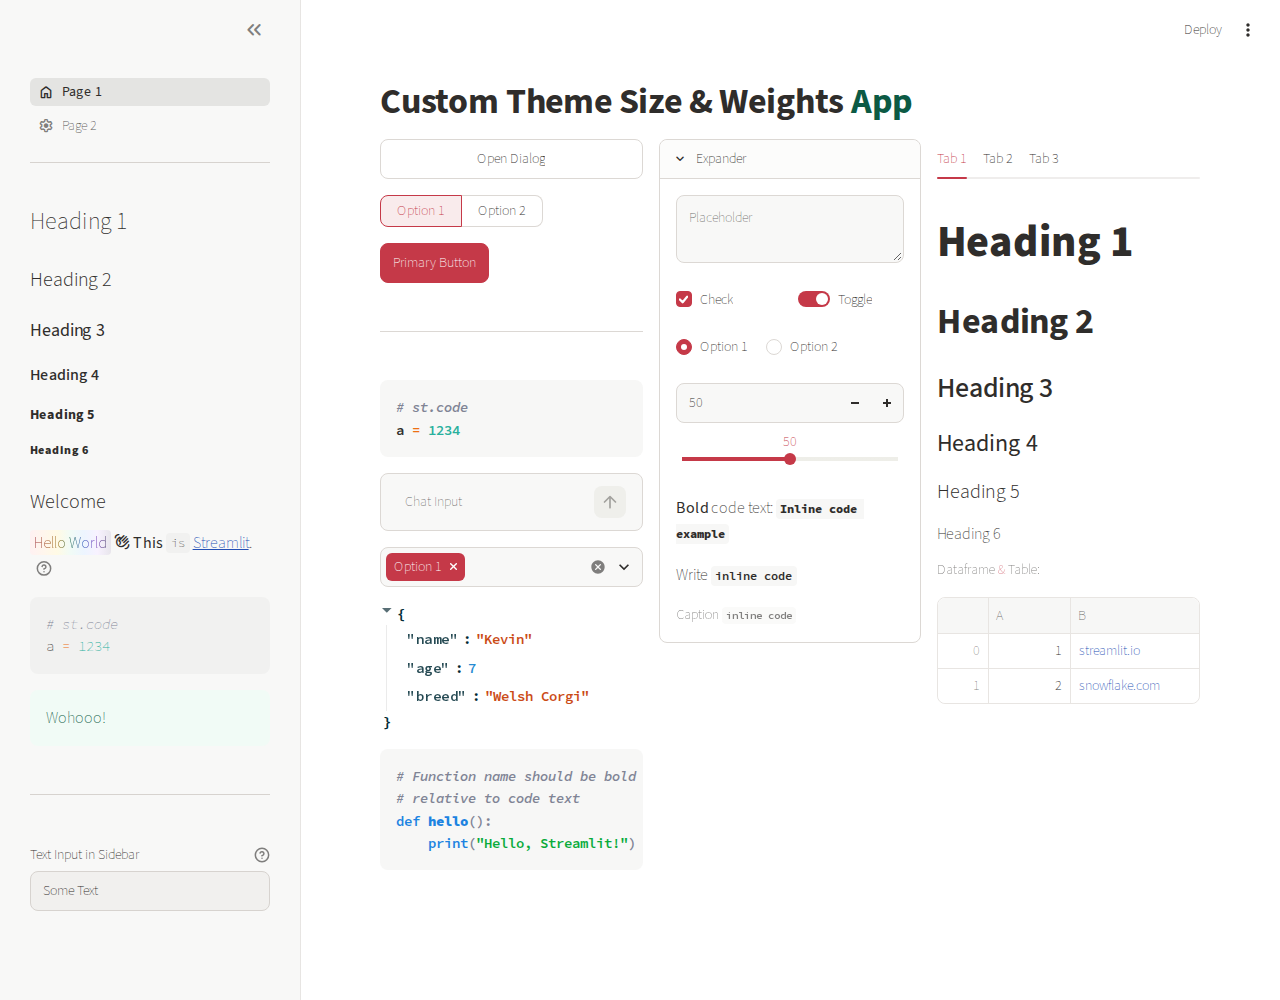 Deploy
Page 1
Page 2
Heading 1
Heading 2
Heading 3
Heading 4
Heading 5
Heading 6
Welcome
Hello World 👋 This is Streamlit.
# st.code
a = 1234
Wohooo!
Text Input in Sidebar
Some Text
Custom Theme Size & Weights App
Open Dialog
Option 1 Option 2
Primary Button
# st.code
a = 1234
Chat Input
Option 1
{
"name" : "Kevin"
"age" : 7
"breed" : "Welsh Corgi"
}
# Function name should be bold
# relative to code text
def hello():
    print("Hello, Streamlit!")
Expander
Placeholder
Check Toggle
Option 1 Option 2
50
50
Bold code text: Inline code
example
Write inline code
Caption inline code
Tab 1 Tab 2 Tab 3
Heading 1
Heading 2
Heading 3
Heading 4
Heading 5
Heading 6
Dataframe & Table:
A B
0 1 streamlit.io
1 2 snowflake.com